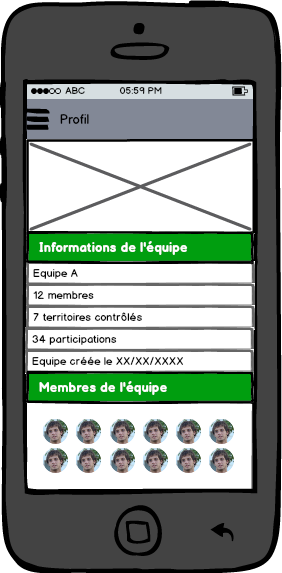 ABC 05:59 PM
Profil
Informations de l'équipe
Equipe A
12 membres
7 territoires contrôlés
34 participations
Equipe créée le XX/XX/XXXX
Membres de l'équipe